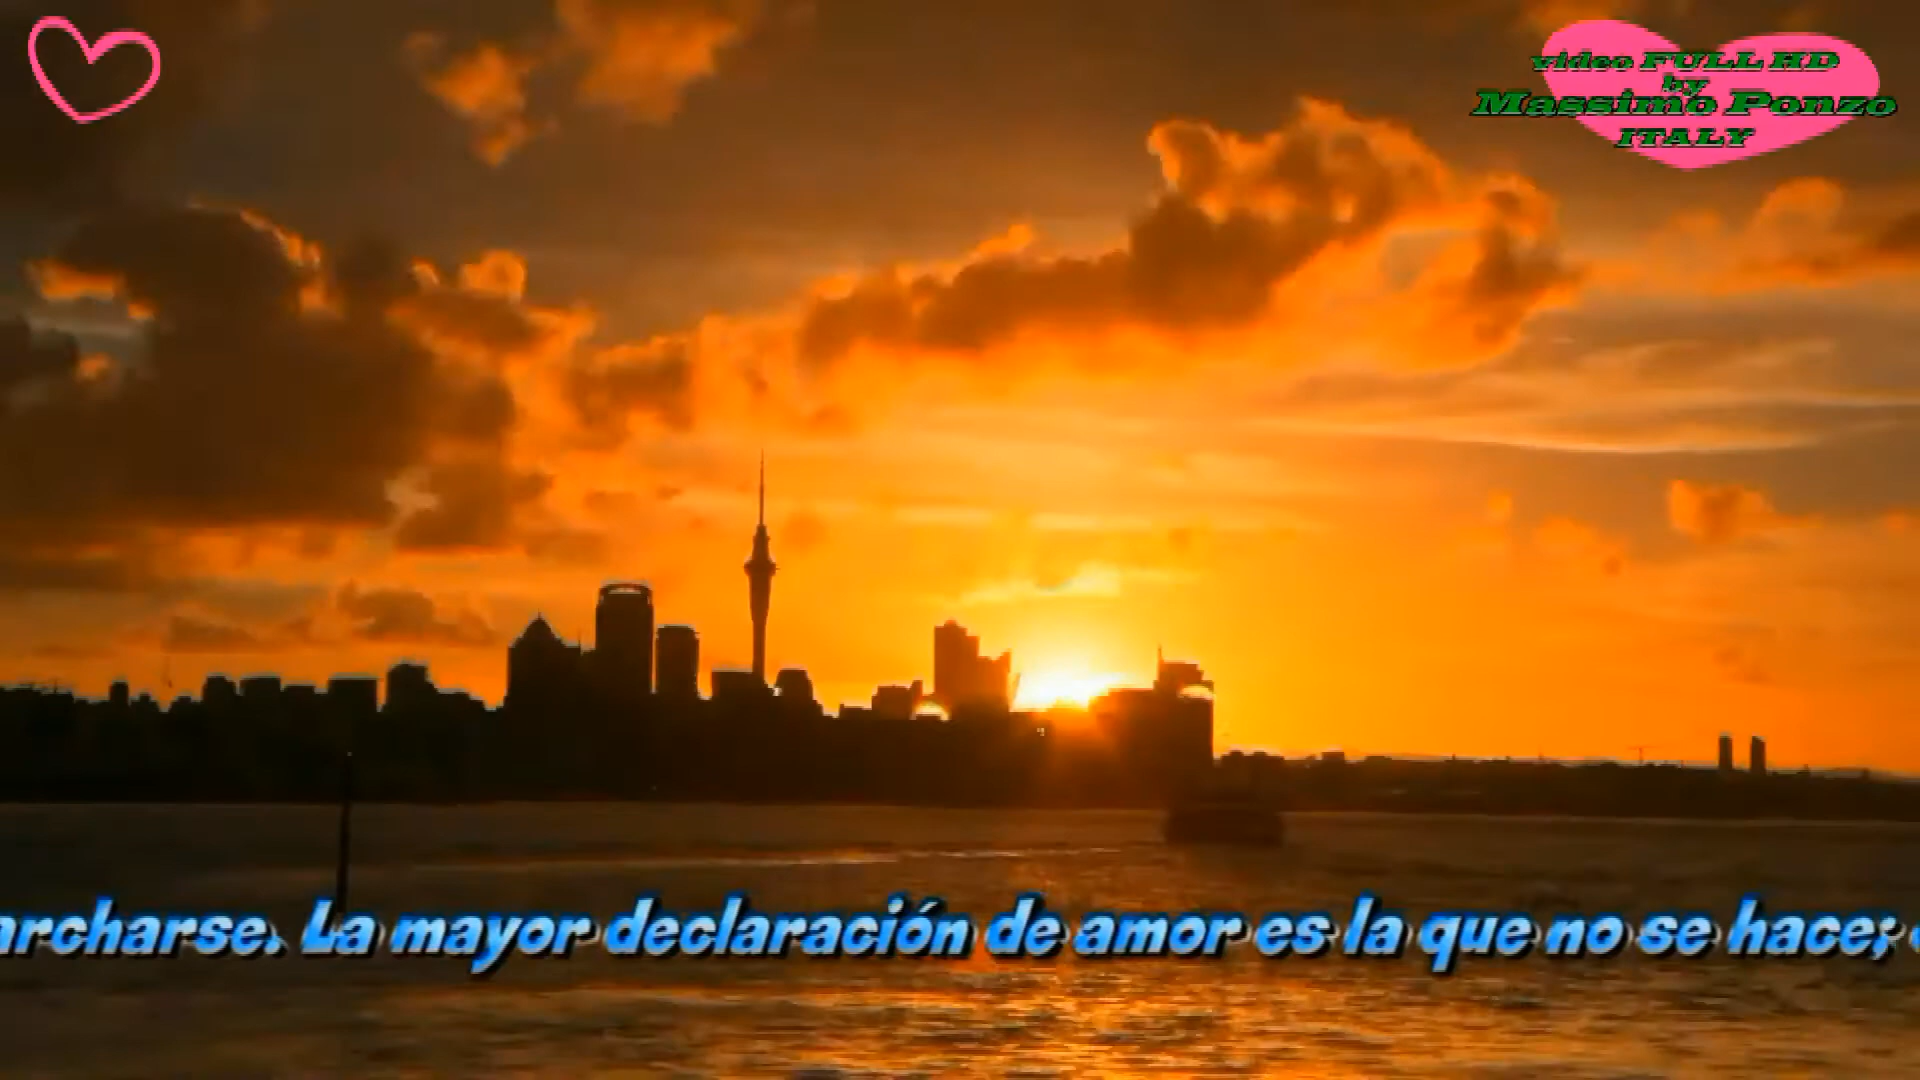 video FULL HD
by
Massimo Ponzo
ITALY
archarse. La mayor declaración de amor es la que no se hace;